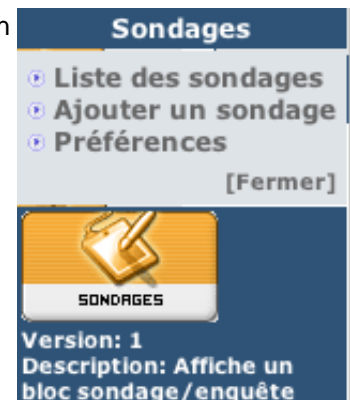 n
Sondages
Liste des sondages
Ajouter un sondage
Préférences
[Fermer]
SONDAGES
Version: 1
Description: Affiche un
bloc sondage/enquête